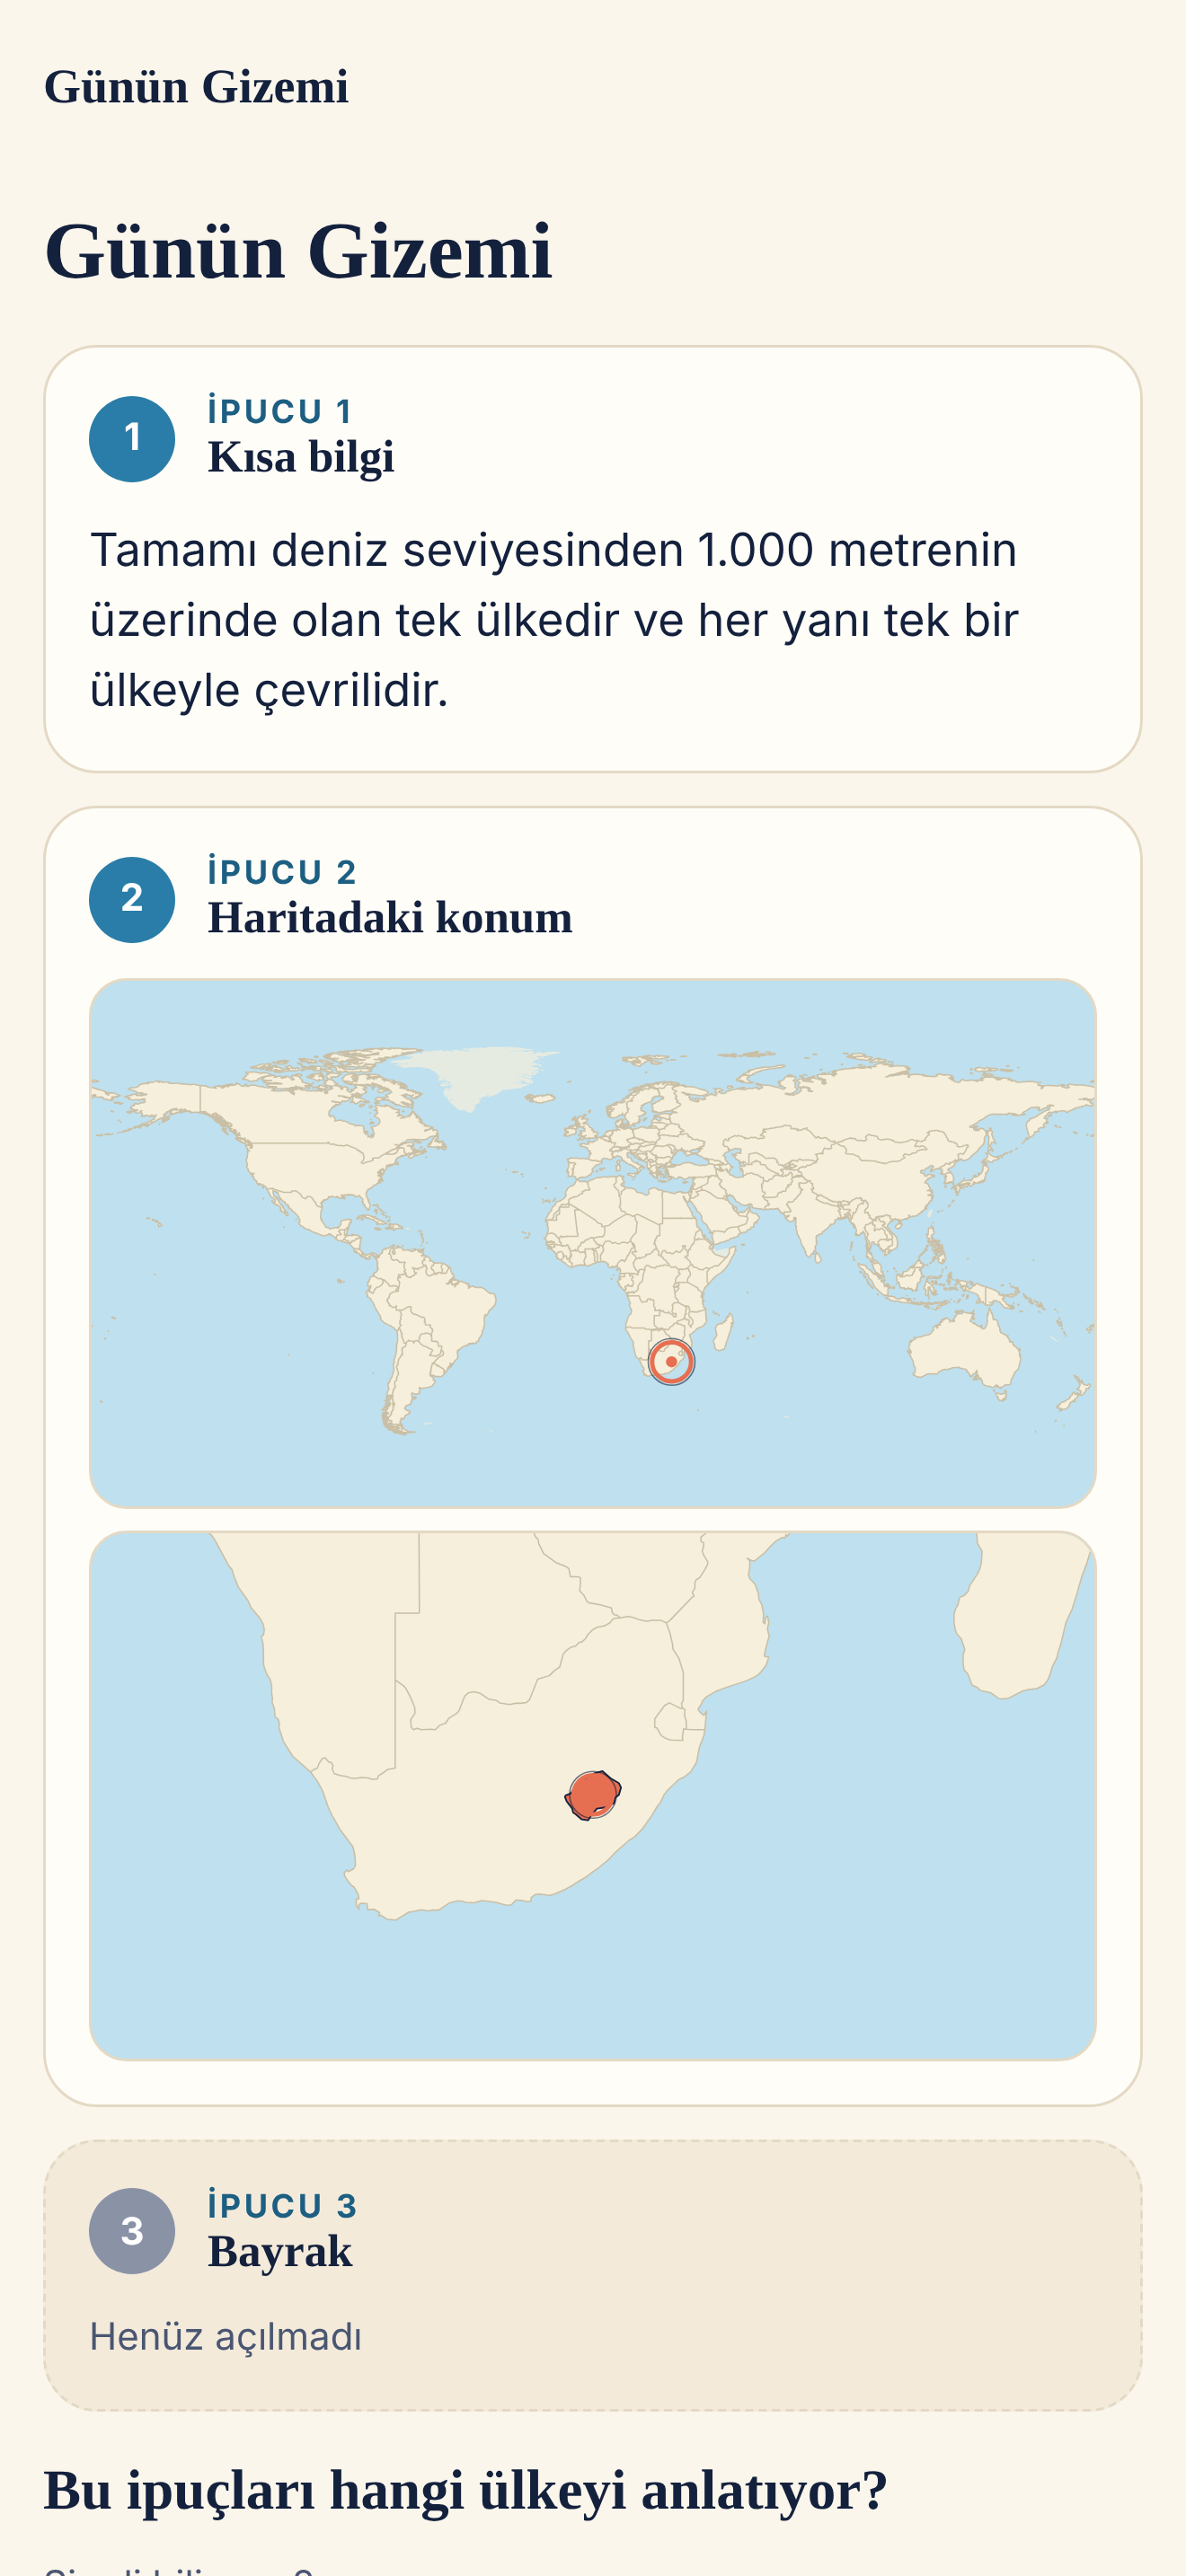 Günün Gizemi
Günün Gizemi
1
İPUCU 1
Kısa bilgi
Tamamı deniz seviyesinden 1.000 metrenin
üzerinde olan tek ülkedir ve her yanı tek bir
ülkeyle çevrilidir.
2
İPUCU 2
Haritadaki konum
3
İPUCU 3
Bayrak
Henüz açılmadı
Bu ipuçları hangi ülkeyi anlatıyor?